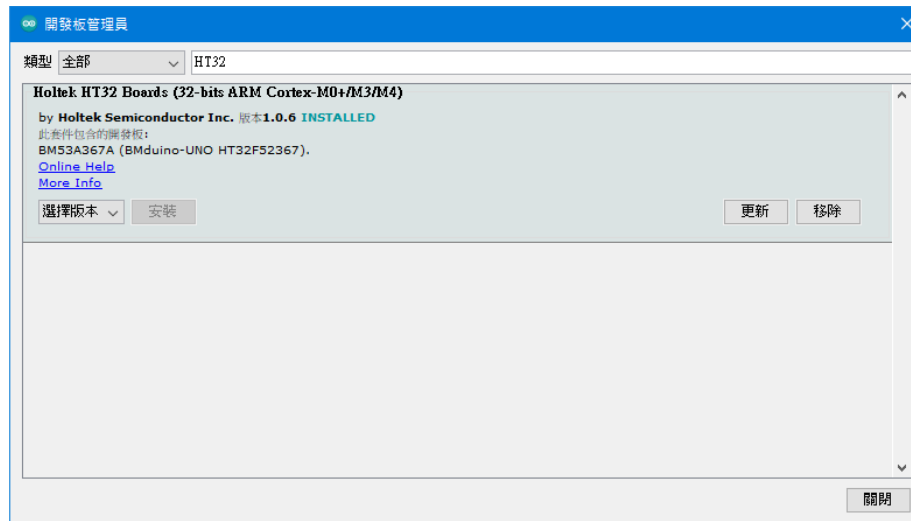 開發板管理員
類型 全部 HT32
Holtek HT32 Boards (32-bits ARM Cortex-M0+/M3/M4)
by Holtek Semiconductor Inc. 版本1.0.6 INSTALLED
此套件包含的開發板:
BM53A367A (BMduino-UNO HT32F52367).
Online Help
More Info
選擇版本 安裝 更新 移除
關閉